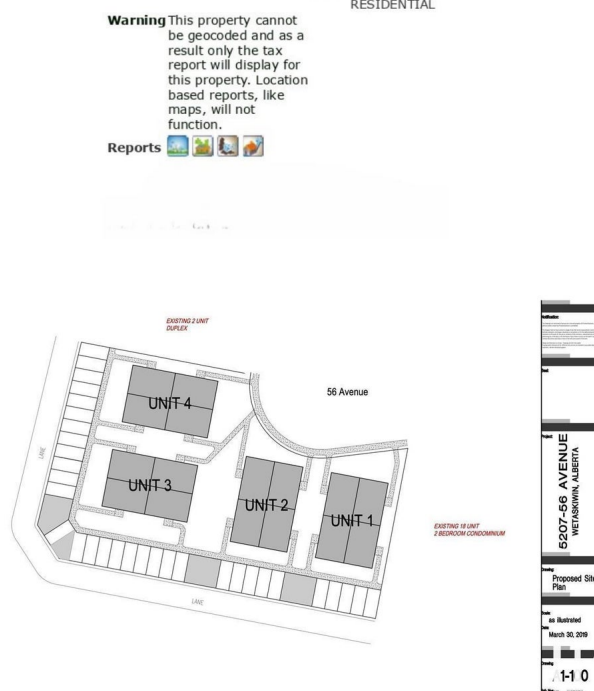 RESIDENTIAL
Warning This property cannot
be geocoded and as a
result only the tax
report will display for
this property. Location
based reports, like
maps, will not
function.
Reports
EXISTING 2 UNIT
DUPLEX
56 Avenue
UNIT 4
UNIT 3
UNIT 2
UNIT 1
EXISTING 18 UNIT
2 BEDROOM CONDOMINIUM
LANE
LANE
5207-56 AVENUE
WETASKIWIN, ALBERTA
Proposed Site
Plan
as illustrated
March 30, 2019